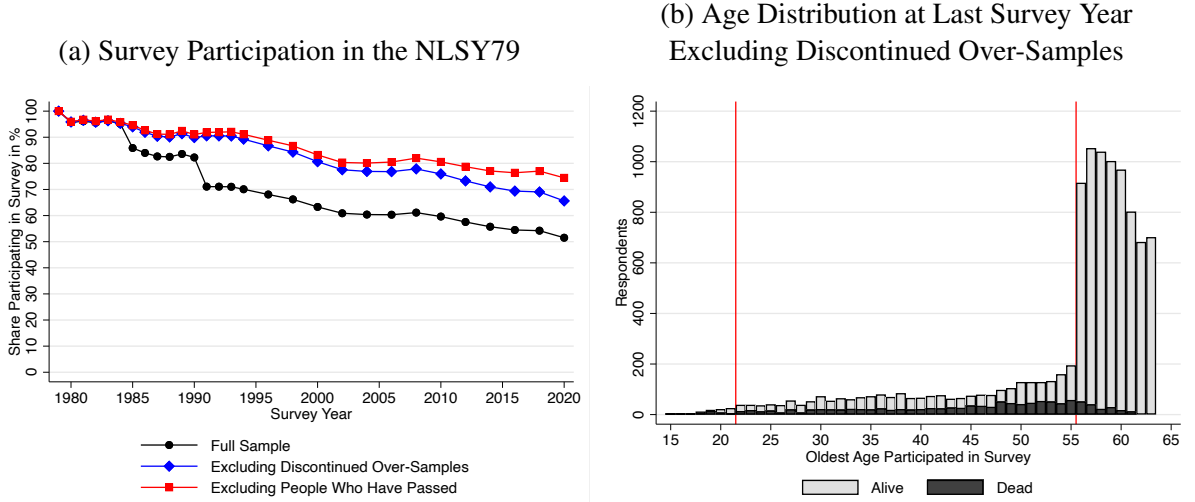 (a) Survey Participation in the NLSY79
Share Participating in Survey in %
0 10 20 30 40 50 60 70 80 90 100
1980 1985 1990 1995 2000 2005 2010 2015 2020
Survey Year
Full Sample
Excluding Discontinued Over-Samples
Excluding People Who Have Passed
(b) Age Distribution at Last Survey Year
Excluding Discontinued Over-Samples
Respondents
0 200 400 600 800 1000 1200
15 20 25 30 35 40 45 50 55 60 65
Oldest Age Participated in Survey
Alive Dead